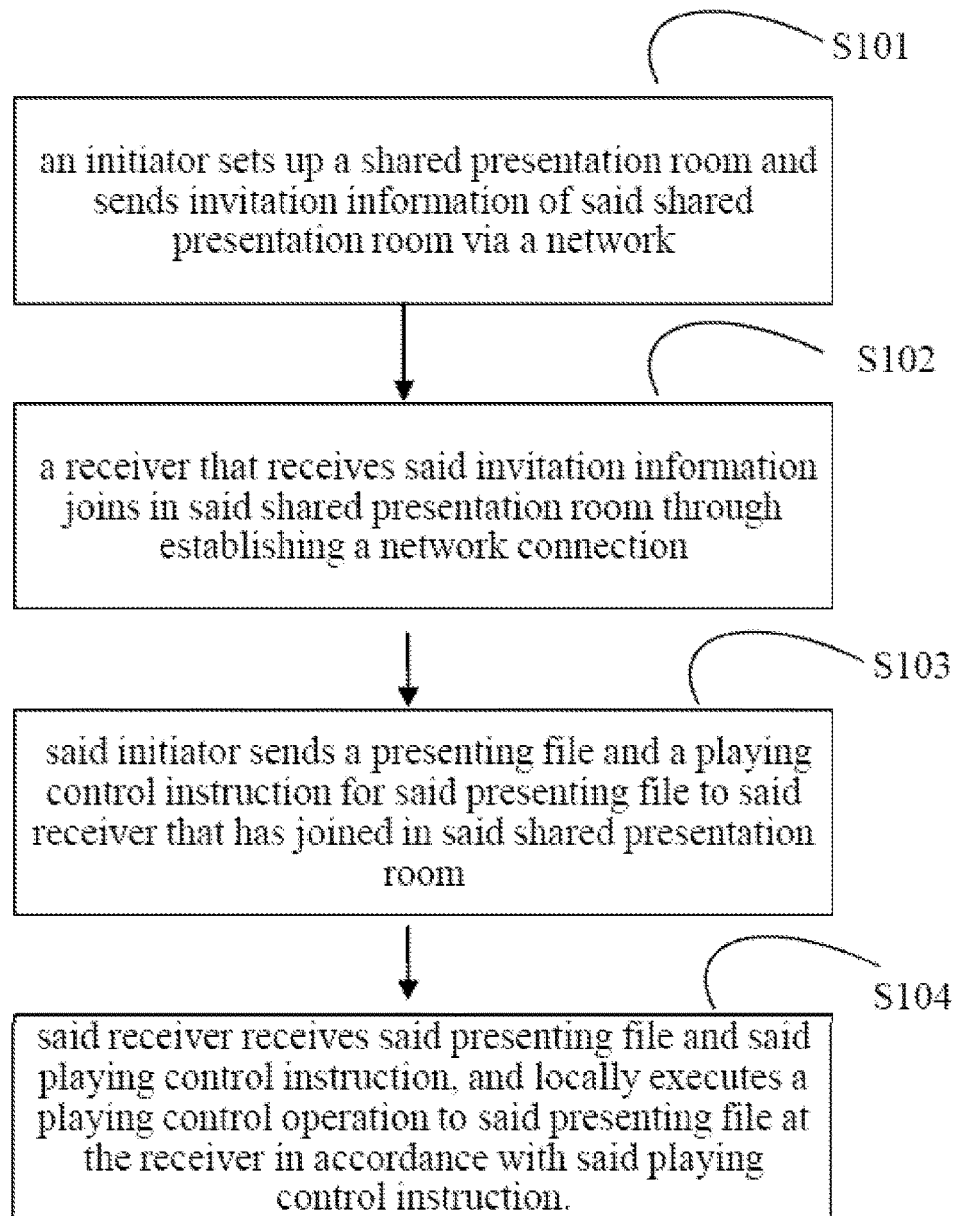 S101
an initiator sets up a shared presentation room and
sends invitation information of said shared
presentation room via a network
S102
a receiver that receives said invitation information
joins in said shared presentation room through
establishing a network connection
S103
said initiator sends a presenting file and a playing
control instruction for said presenting file to said
receiver that has joined in said shared presentation
room
S104
said receiver receives said presenting file and said
playing control instruction, and locally executes a
playing control operation to said presenting file at
the receiver in accordance with said playing
control instruction.